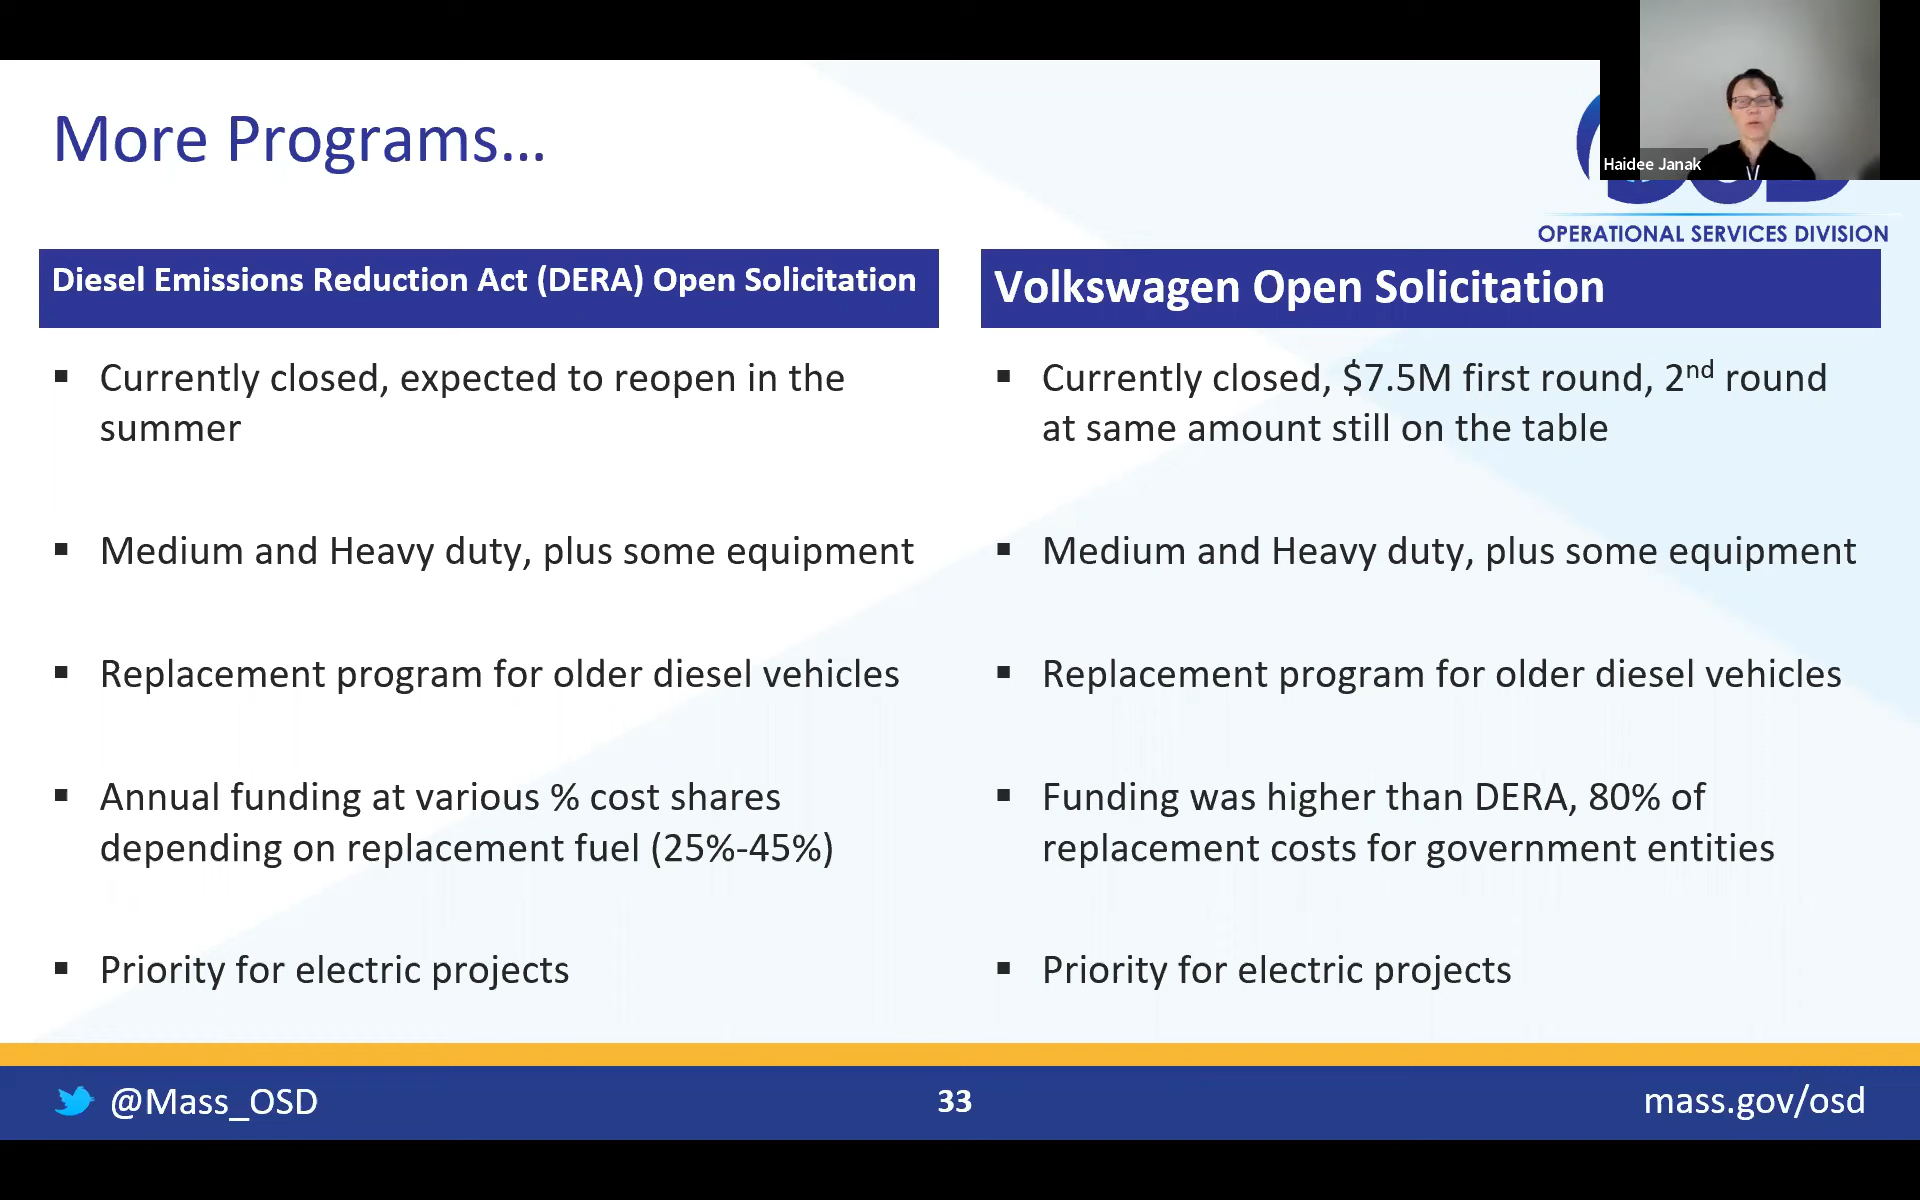 More Programs...
Haidee Janak
OPERATIONAL SERVICES DIVISION
Diesel Emissions Reduction Act (DERA) Open Solicitation
▪ Currently closed, expected to reopen in the
summer
▪ Medium and Heavy duty, plus some equipment
▪ Replacement program for older diesel vehicles
▪ Annual funding at various % cost shares
depending on replacement fuel (25%-45%)
▪ Priority for electric projects
Volkswagen Open Solicitation
▪ Currently closed, $7.5M first round, 2nd round
at same amount still on the table
▪ Medium and Heavy duty, plus some equipment
▪ Replacement program for older diesel vehicles
▪ Funding was higher than DERA, 80% of
replacement costs for government entities
▪ Priority for electric projects
@Mass_OSD
33
mass.gov/osd